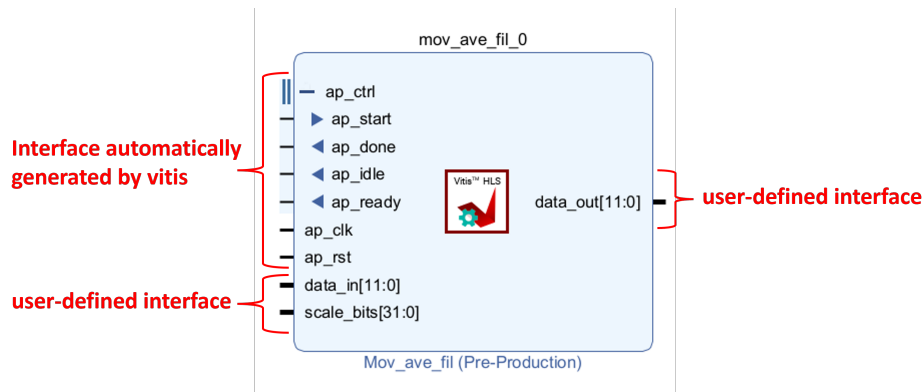 mov_ave_fil_0
ap_ctrl
ap_start
Interface automatically
generated by vitis
ap_done
ap_idle
ap_ready
ap_clk
ap_rst
Vitis™ HLS
data_out[11:0]
user-defined interface
user-defined interface
data_in[11:0]
scale_bits[31:0]
Mov_ave_fil (Pre-Production)